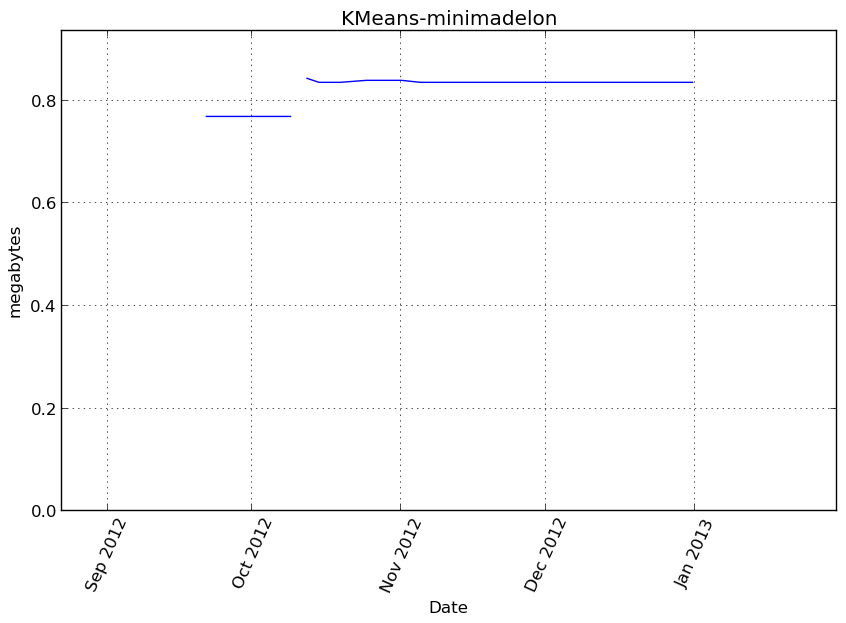 KMeans-minimadelon
0.8
0.6
0.4
0.2
0.0
megabytes
Sep 2012
Oct 2012
Nov 2012
Dec 2012
Jan 2013
Date